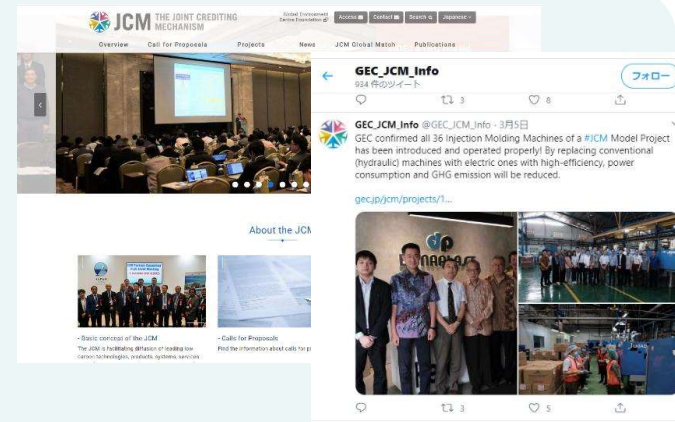 JCM THE JOINT CREDITING
MECHANISM
Global Environment
Centre Foundation
Access
Contact
Search
Japanese
Overview
Call for Proposals
Projects
News
JCM Global Match
Publications
About the JCM
- Basic concept of the JCM
The JCM is facilitating diffusion of leading low
carbon technologies, products, systems, services
- Calls for Proposals
Find the information about calls for p
GEC_JCM_Info
934 件のツイート
フォロー
3
8
GEC_JCM_Info @GEC_JCM_Info · 3月5日
GEC confirmed all 36 Injection Molding Machines of a #JCM Model Project
has been introduced and operated properly! By replacing conventional
(hydraulic) machines with electric ones with high-efficiency, power
consumption and GHG emission will be reduced.
gec.jp/jcm/projects/1...
dp
3
5